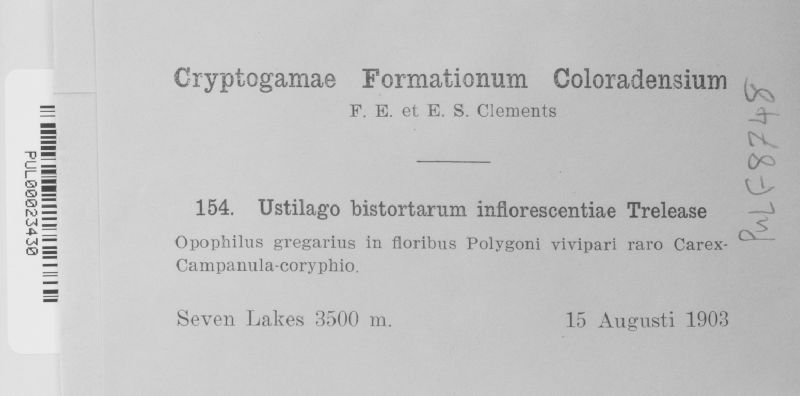 Cryptogamae Formationum Coloradensium
F. E. et E. S. Clements
154. Ustilago bistortarum inflorescentiae Trelease
Opophilus gregarius in floribus Polygoni vivipari raro Carex-
Campanula-coryphio.
Seven Lakes 3500 m.
15 Augusti 1903
PUL00023430
PUL F8748